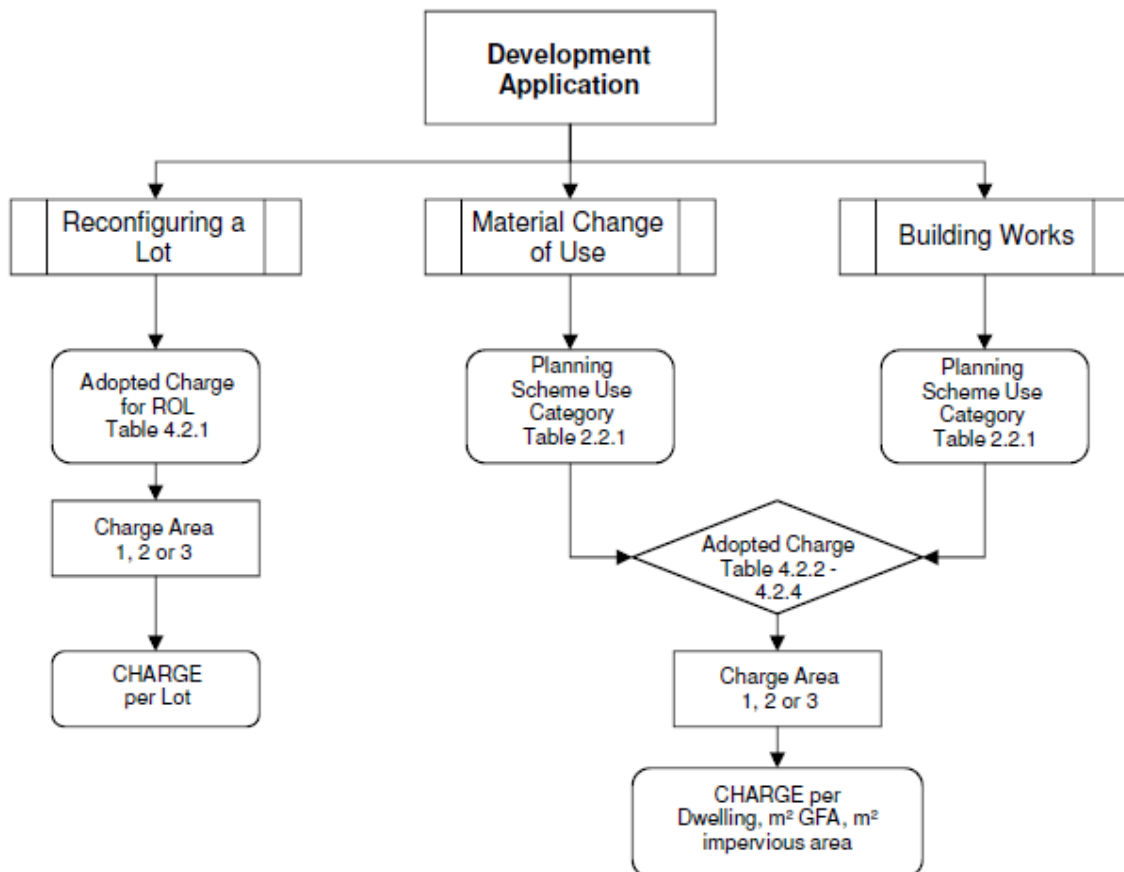 Development
Application
Reconfiguring a
Lot
Material Change
of Use
Building Works
Adopted Charge
for ROL
Table 4.2.1
Planning
Scheme Use
Category
Table 2.2.1
Planning
Scheme Use
Category
Table 2.2.1
Charge Area
1, 2 or 3
Adopted Charge
Table 4.2.2 -
4.2.4
CHARGE
per Lot
Charge Area
1, 2 or 3
CHARGE per
Dwelling, m² GFA, m²
impervious area